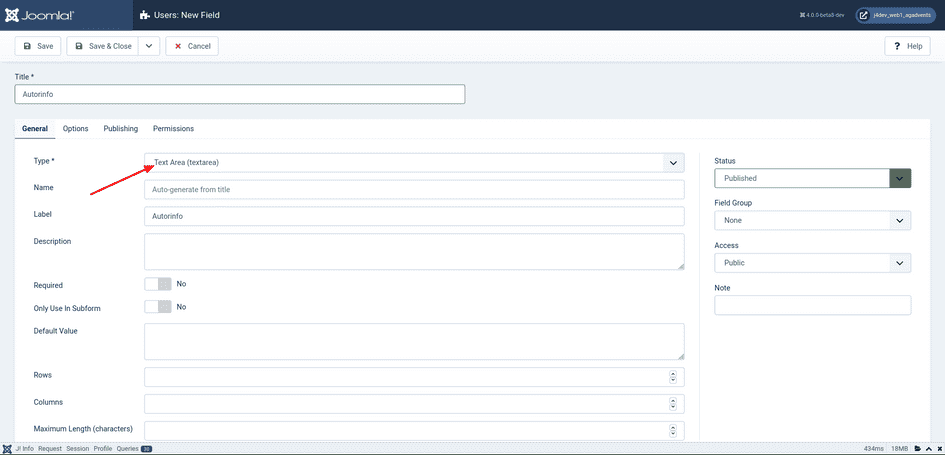 Joomla!® Users: New Field 4.0.0-beta3-dev j4dev_web1_agadvents
Save Save & Close Cancel ? Help
Title *
Autorinfo
General Options Publishing Permissions
Type * Text Area (textarea)
Name Auto-generate from title
Label Autorinfo
Description
Required No
Only Use In Subform No
Default Value
Rows
Columns
Maximum Length (characters)
Status
Published
Field Group
None
Access
Public
Note
J! Info Request Session Profile Queries 30 434ms 18MB